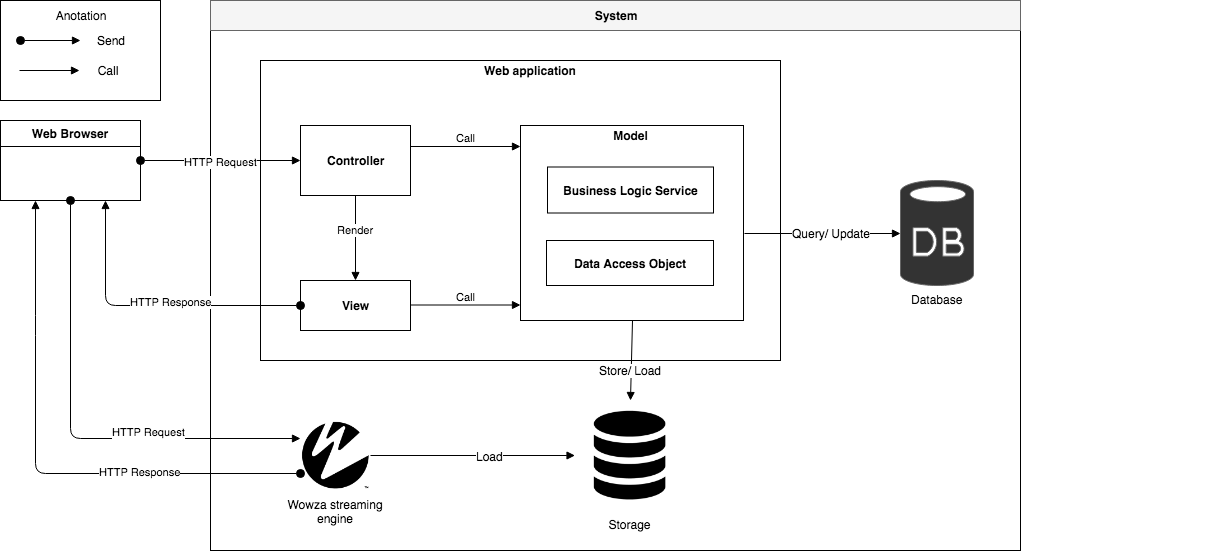 Anotation
Send
Call
System
Web application
Web Browser
HTTP Request
Controller
Call
Model
Business Logic Service
Render
Data Access Object
Query/ Update
DB
Database
HTTP Response
View
Call
Store/ Load
HTTP Request
HTTP Response
Load
Wowza streaming
engine
Storage